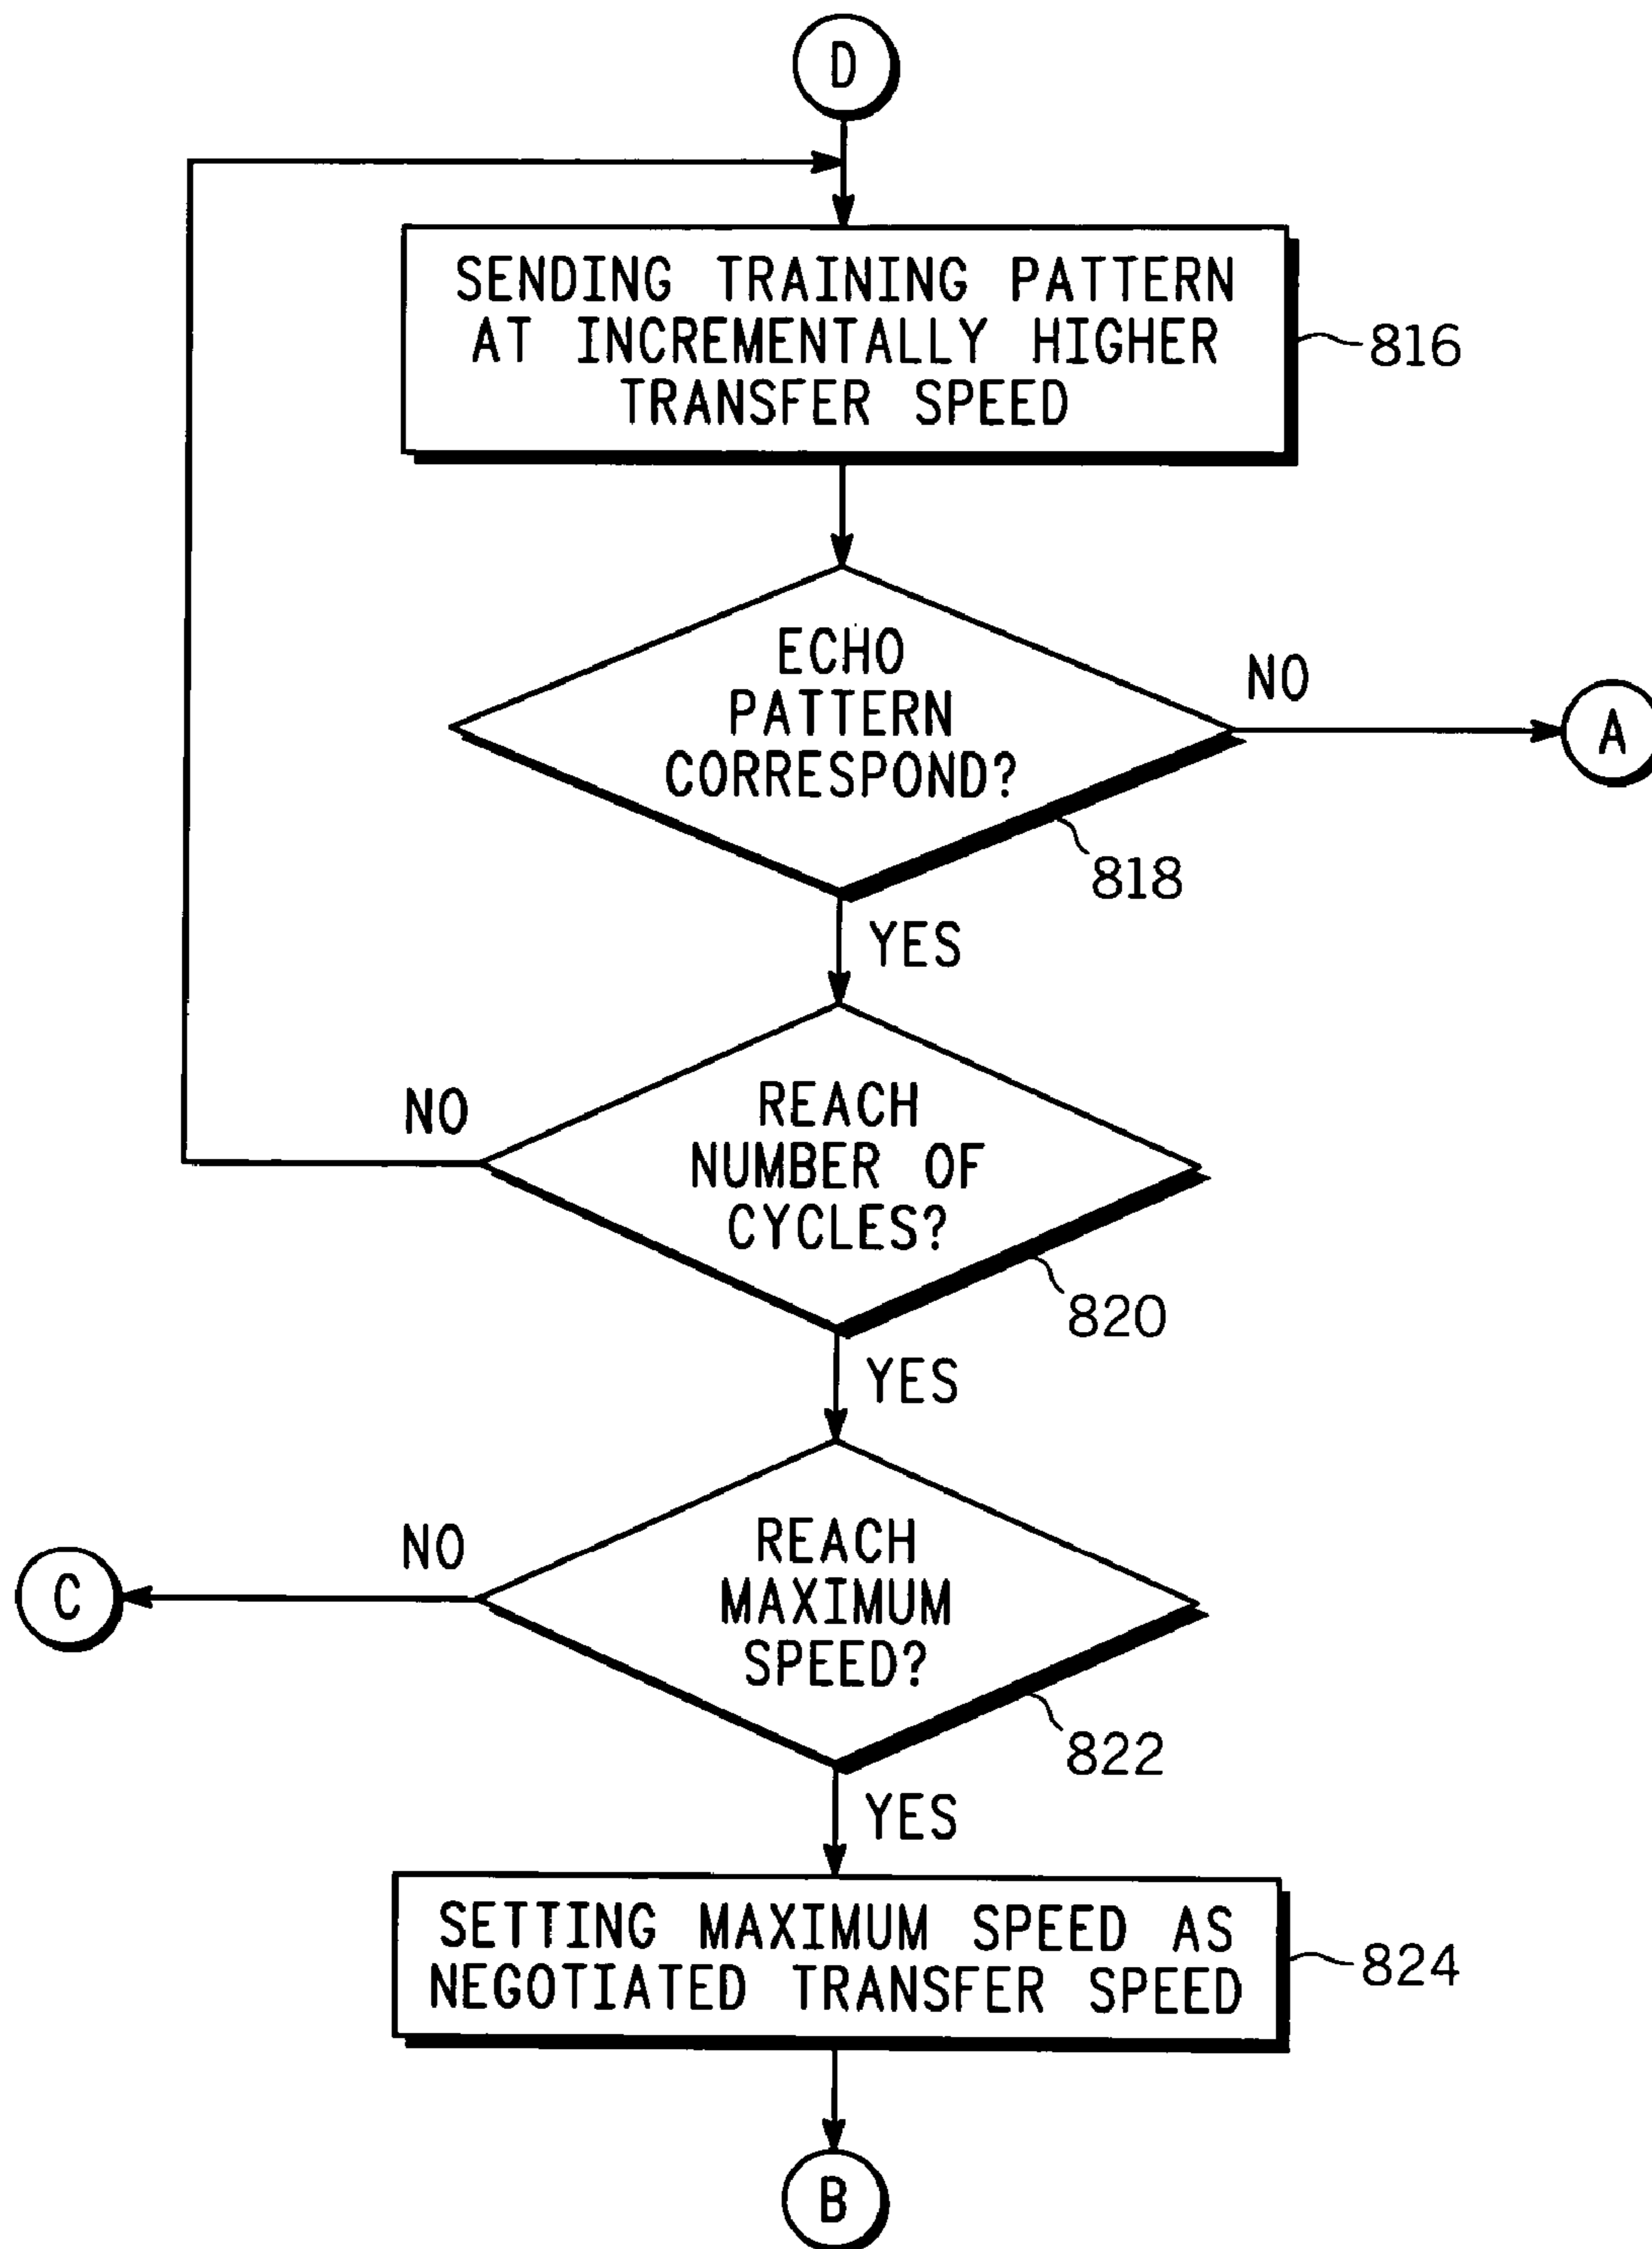 D
SENDING TRAINING PATTERN
AT INCREMENTALLY HIGHER
TRANSFER SPEED
816
ECHO
PATTERN
CORRESPOND?
NO
A
818
YES
REACH
NUMBER OF
CYCLES?
NO
820
YES
REACH
MAXIMUM
SPEED?
NO
C
822
YES
SETTING MAXIMUM SPEED AS
NEGOTIATED TRANSFER SPEED
824
B